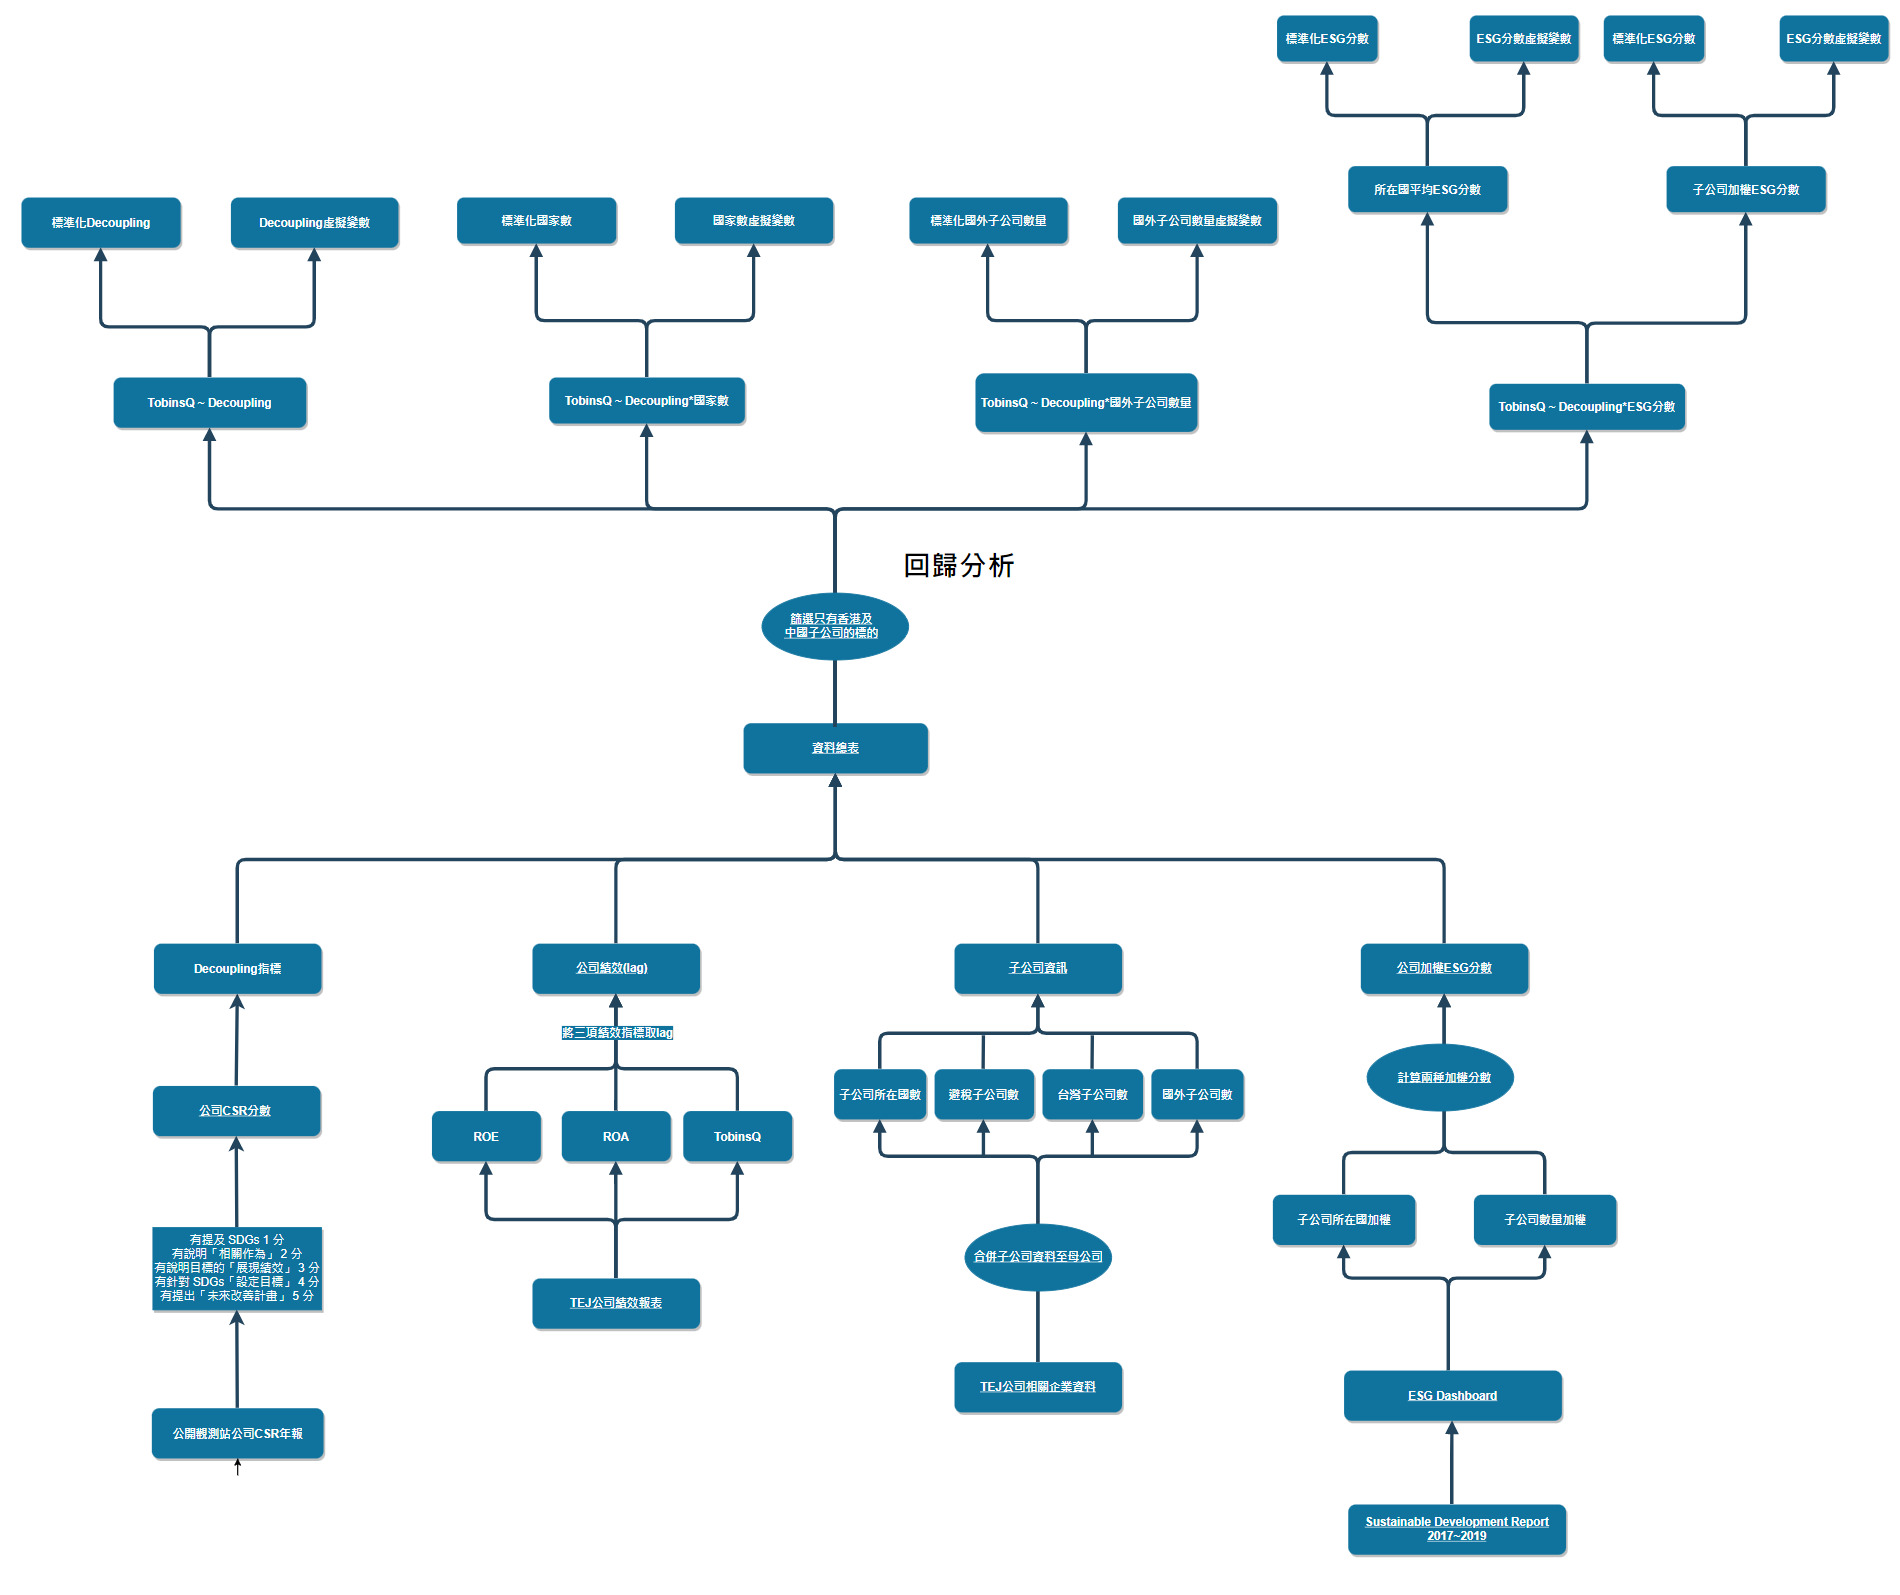 標準化ESG分數
ESG分數虛擬變數
標準化ESG分數
ESG分數虛擬變數
所在國平均ESG分數
子公司加權ESG分數
標準化Decoupling
Decoupling虛擬變數
標準化國家數
國家數虛擬變數
標準化國外子公司數量
國外子公司數量虛擬變數
TobinsQ ~ Decoupling
TobinsQ ~ Decoupling*國家數
TobinsQ ~ Decoupling*國外子公司數量
TobinsQ ~ Decoupling*ESG分數
回歸分析
篩選只有香港及
中國子公司的標的
資料總表
Decoupling指標
公司績效(lag)
子公司資訊
公司加權ESG分數
將三項績效指標取lag
計算兩種加權分數
公司CSR分數
ROE
ROA
TobinsQ
子公司所在國數
避稅子公司數
台灣子公司數
國外子公司數
子公司所在國加權
子公司數量加權
有提及 SDGs 1 分
有說明「相關作為」 2 分
有說明目標的「展現績效」 3 分
有針對 SDGs「設定目標」 4 分
有提出「未來改善計畫」 5 分
合併子公司資料至母公司
TEJ公司績效報表
TEJ公司相關企業資料
ESG Dashboard
公開觀測站公司CSR年報
Sustainable Development Report
2017~2019